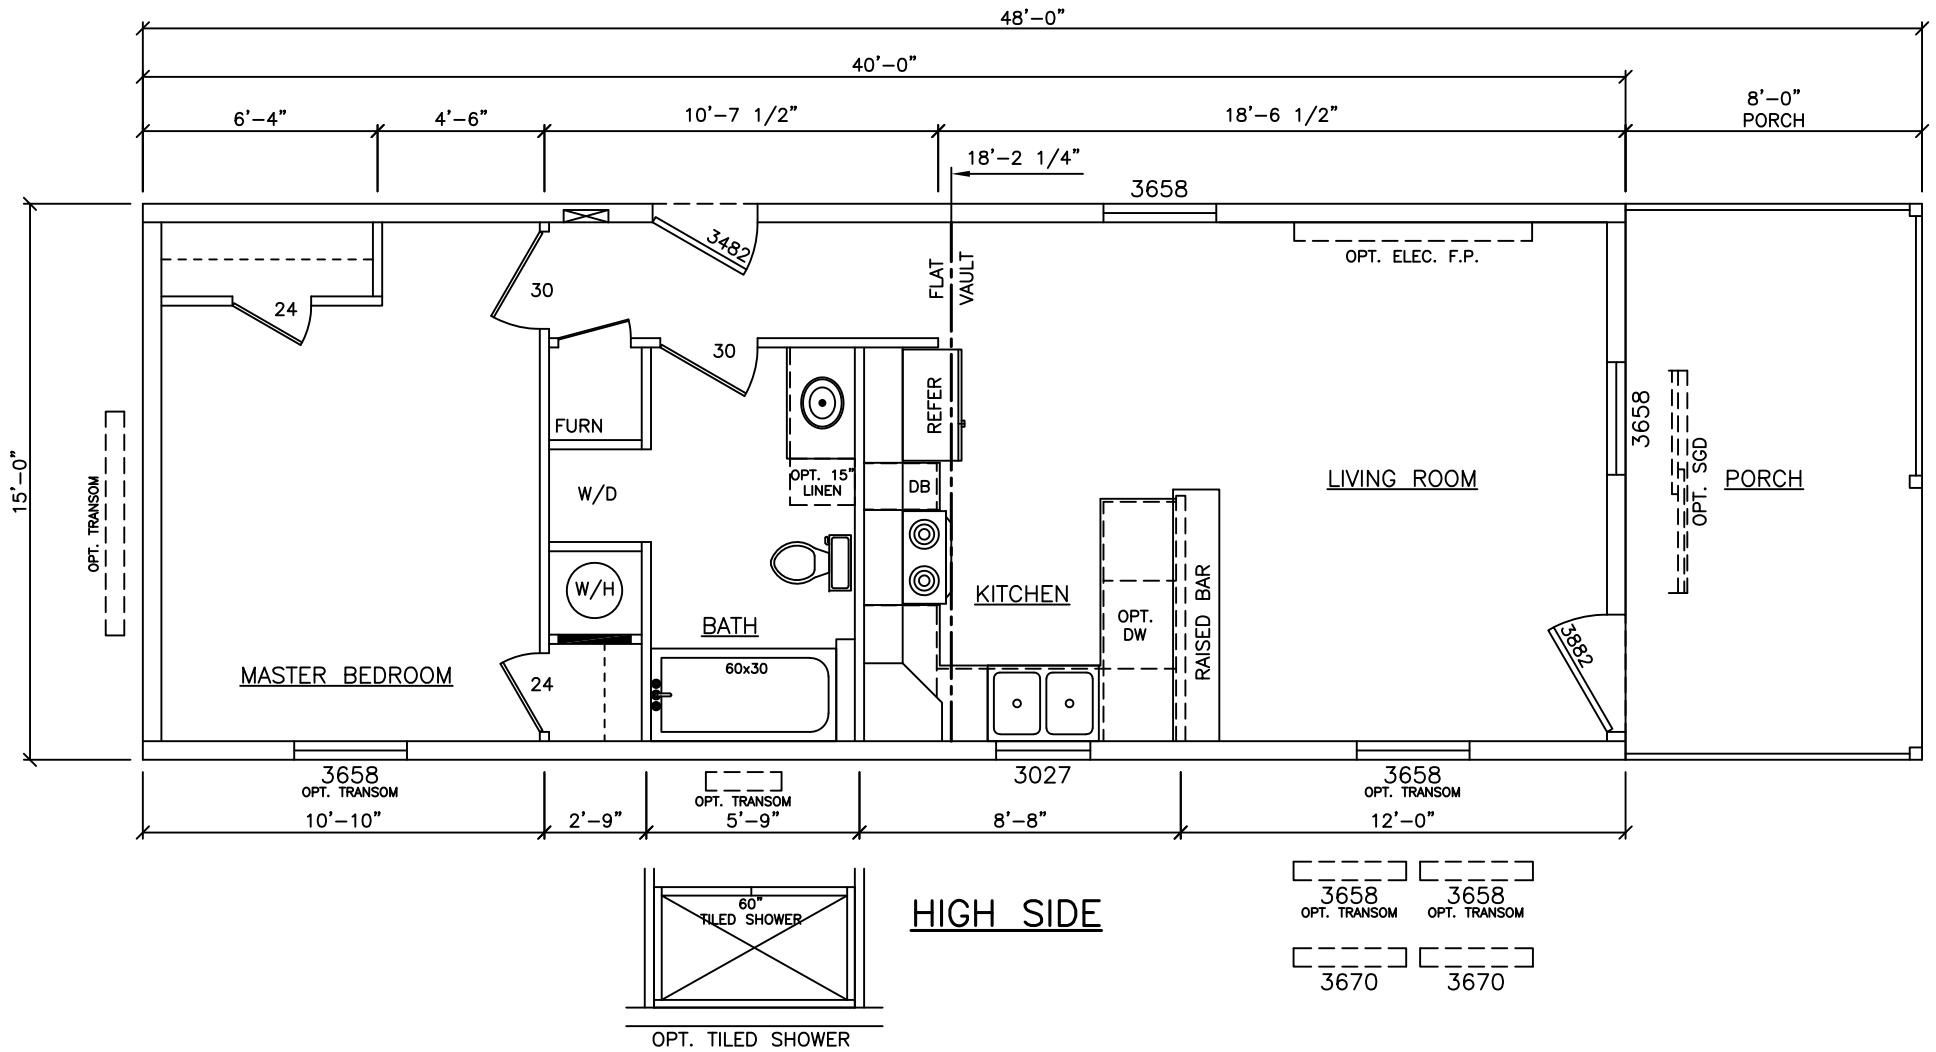 48'-0"
40'-0"
6'-4"
4'-6"
10'-7 1/2"
18'-6 1/2"
8'-0"
PORCH
18'-2 1/4"
3658
3482
FLAT
VAULT
OPT. ELEC. F.P.
30
24
30
REFER
3658
FURN
15'-0"
OPT. TRANSOM
W/D
OPT. 15"
LINEN
DB
LIVING ROOM
OPT. SGD
PORCH
W/H
KITCHEN
OPT.
DW
RAISED BAR
BATH
3882
MASTER BEDROOM
24
60x30
3658
OPT. TRANSOM
OPT. TRANSOM
3027
3658
OPT. TRANSOM
10'-10"
2'-9"
5'-9"
8'-8"
12'-0"
60"
TILED SHOWER
HIGH SIDE
3658
OPT. TRANSOM
3658
OPT. TRANSOM
3670
3670
OPT. TILED SHOWER